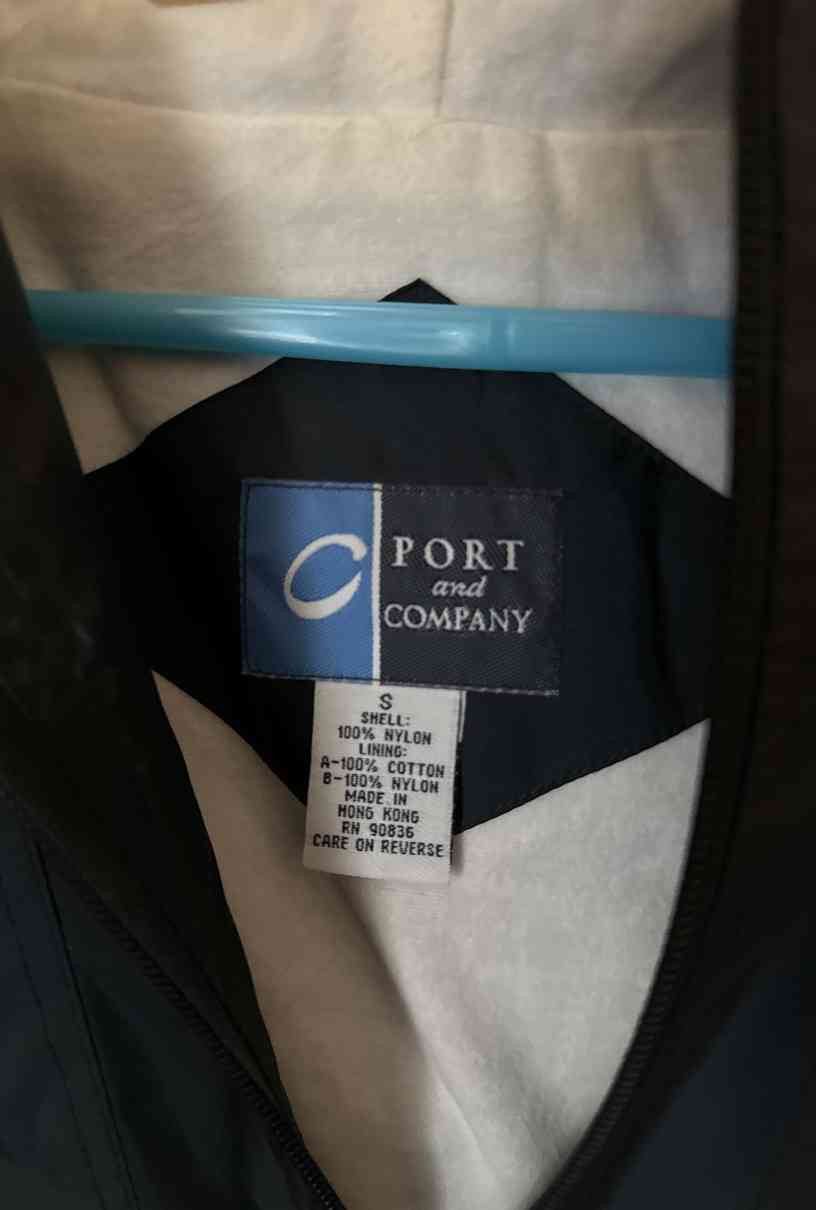 C
PORT
and
COMPANY
S
SHELL:
100% NYLON
LINING:
A-100% COTTON
B-100% NYLON
MADE IN
HONG KONG
RN 90836
CARE ON REVERSE